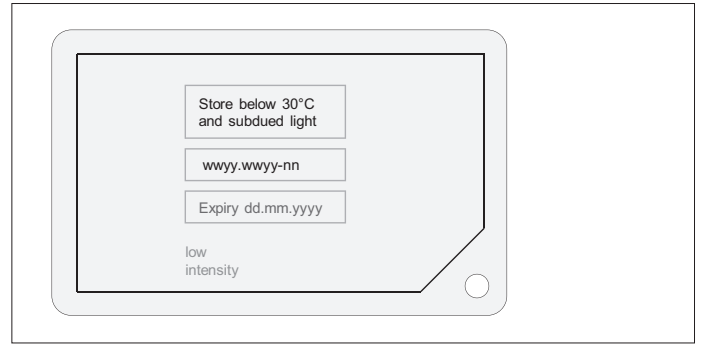 Store below 30°C
and subdued light
wwyy.wwyy-nn
Expiry dd.mm.yyyy
low
intensity